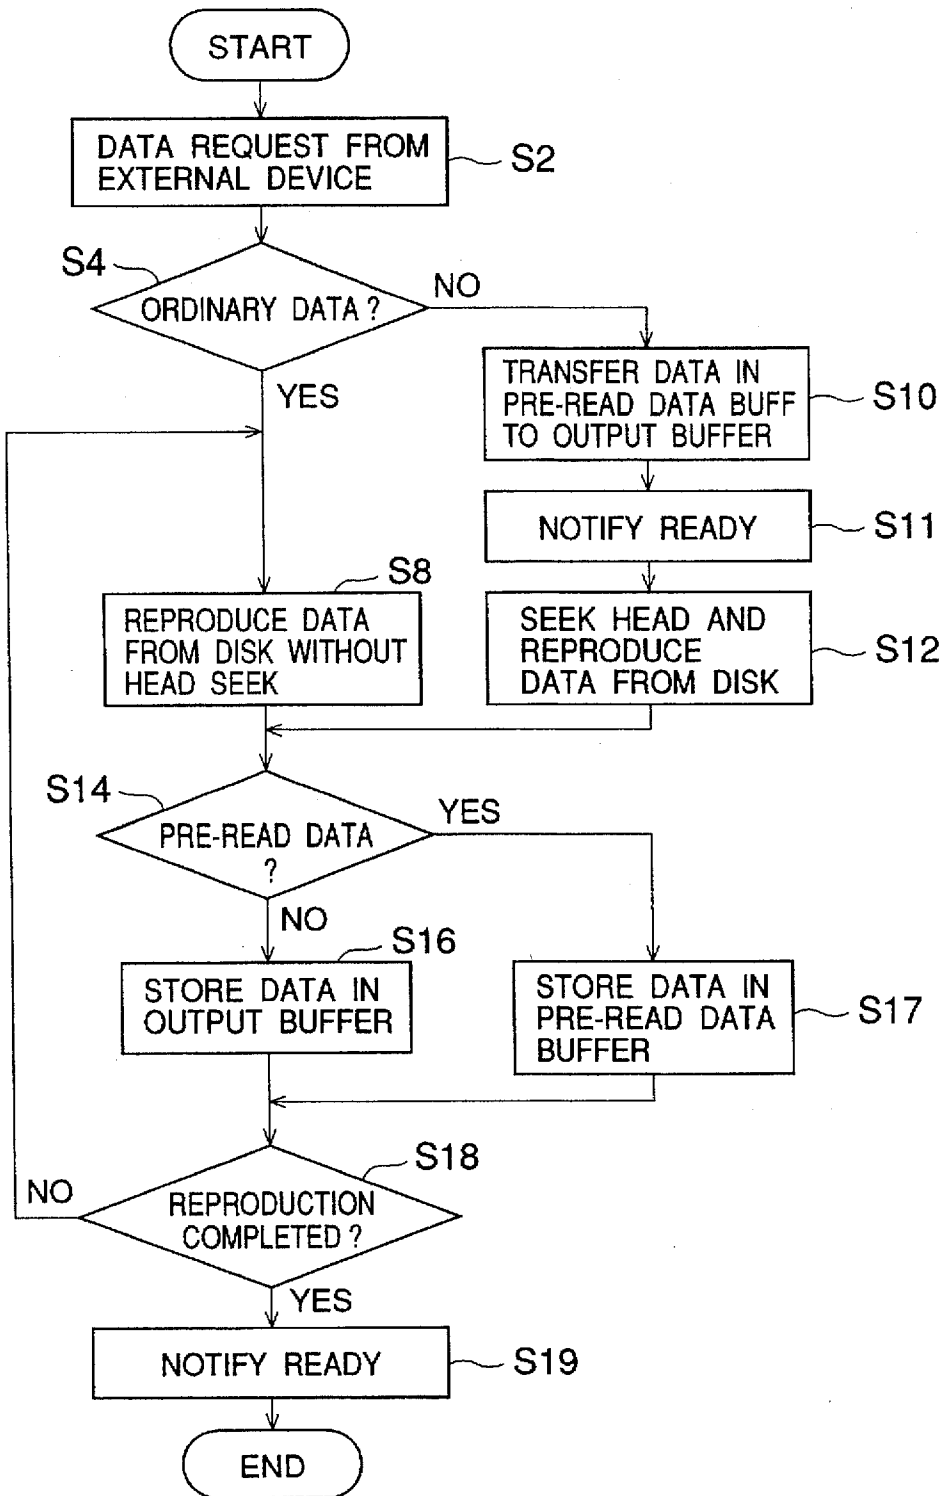 START
DATA REQUEST FROM
EXTERNAL DEVICE
S2
S4
ORDINARY DATA?
NO
YES
TRANSFER DATA IN
PRE-READ DATA BUFF
TO OUTPUT BUFFER
S10
NOTIFY READY
S11
S8
REPRODUCE DATA
FROM DISK WITHOUT
HEAD SEEK
SEEK HEAD AND
REPRODUCE
DATA FROM DISK
S12
S14
PRE-READ DATA
?
YES
NO
S16
STORE DATA IN
OUTPUT BUFFER
STORE DATA IN
PRE-READ DATA
BUFFER
S17
S18
REPRODUCTION
COMPLETED?
NO
YES
NOTIFY READY
S19
END